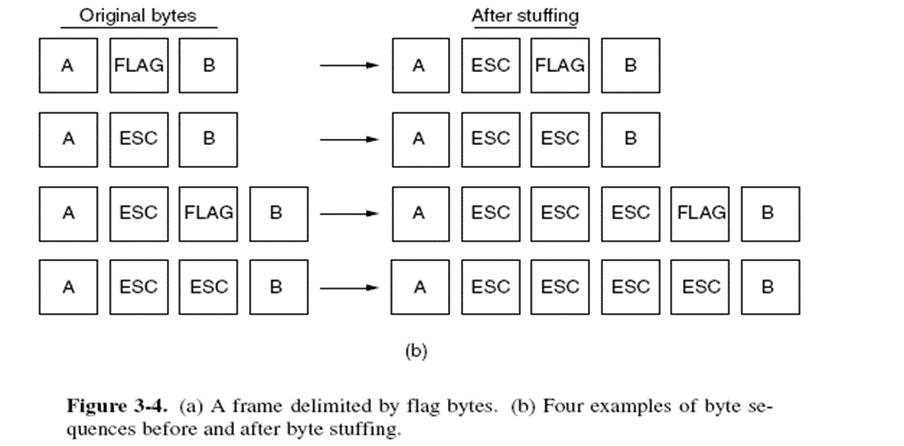 Original bytes After stuffing
A FLAG B A ESC FLAG B
A ESC B A ESC ESC B
A ESC FLAG B A ESC ESC ESC FLAG B
A ESC ESC B A ESC ESC ESC ESC B
(b)
Figure 3-4. (a) A frame delimited by flag bytes. (b) Four examples of byte se-
quences before and after byte stuffing.